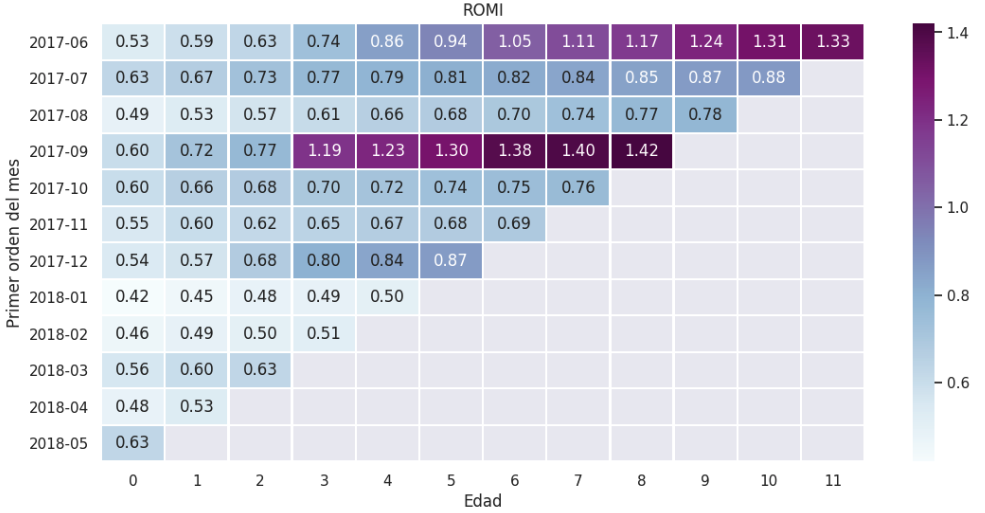 ROMI
2017-06 0.53 0.59 0.63 0.74 0.86 0.94 1.05 1.11 1.17 1.24 1.31 1.33
2017-07 0.63 0.67 0.73 0.77 0.79 0.81 0.82 0.84 0.85 0.87 0.88
2017-08 0.49 0.53 0.57 0.61 0.66 0.68 0.70 0.74 0.77 0.78
2017-09 0.60 0.72 0.77 1.19 1.23 1.30 1.38 1.40 1.42
2017-10 0.60 0.66 0.68 0.70 0.72 0.74 0.75 0.76
2017-11 0.55 0.60 0.62 0.65 0.67 0.68 0.69
2017-12 0.54 0.57 0.68 0.80 0.84 0.87
2018-01 0.42 0.45 0.48 0.49 0.50
2018-02 0.46 0.49 0.50 0.51
2018-03 0.56 0.60 0.63
2018-04 0.48 0.53
2018-05 0.63
0 1 2 3 4 5 6 7 8 9 10 11
Edad
Primer orden del mes
1.4
1.2
1.0
0.8
0.6